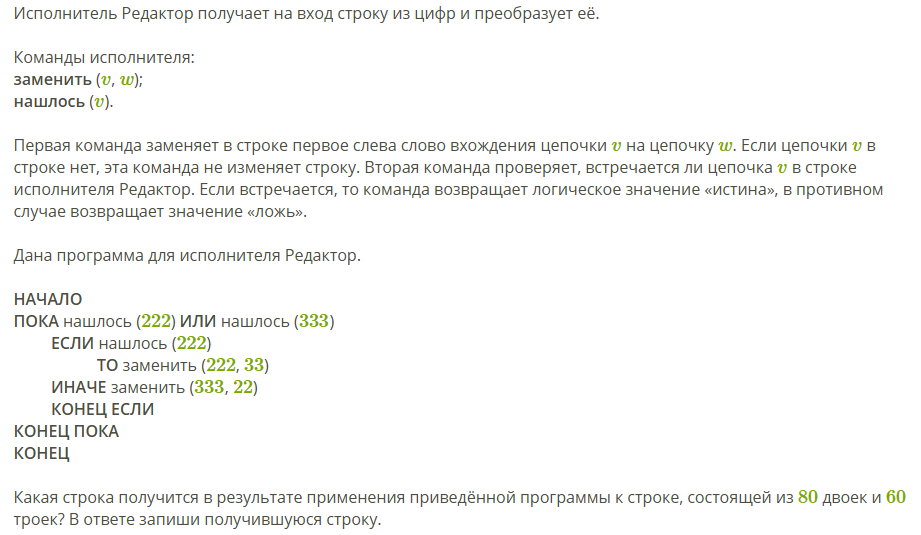 Исполнитель Редактор получает на вход строку из цифр и преобразует её.
Команды исполнителя:
заменить (v, w);
нашлось (v).
Первая команда заменяет в строке первое слева слово вхождения цепочки v на цепочку w. Если цепочки v в
строке нет, эта команда не изменяет строку. Вторая команда проверяет, встречается ли цепочка v в строке
исполнителя Редактор. Если встречается, то команда возвращает логическое значение «истина», в противном
случае возвращает значение «ложь».
Дана программа для исполнителя Редактор.
НАЧАЛО
ПОКА нашлось (222) ИЛИ нашлось (333)
ЕСЛИ нашлось (222)
ТО заменить (222, 33)
ИНАЧЕ заменить (333, 22)
КОНЕЦ ЕСЛИ
КОНЕЦ ПОКА
КОНЕЦ
Какая строка получится в результате применения приведённой программы к строке, состоящей из 80 двоек и 60
троек? В ответе запиши получившуюся строку.